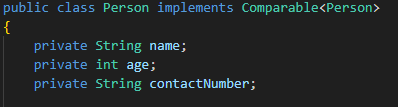 public class Person implements Comparable<Person>
{
    private String name;
    private int age;
    private String contactNumber;